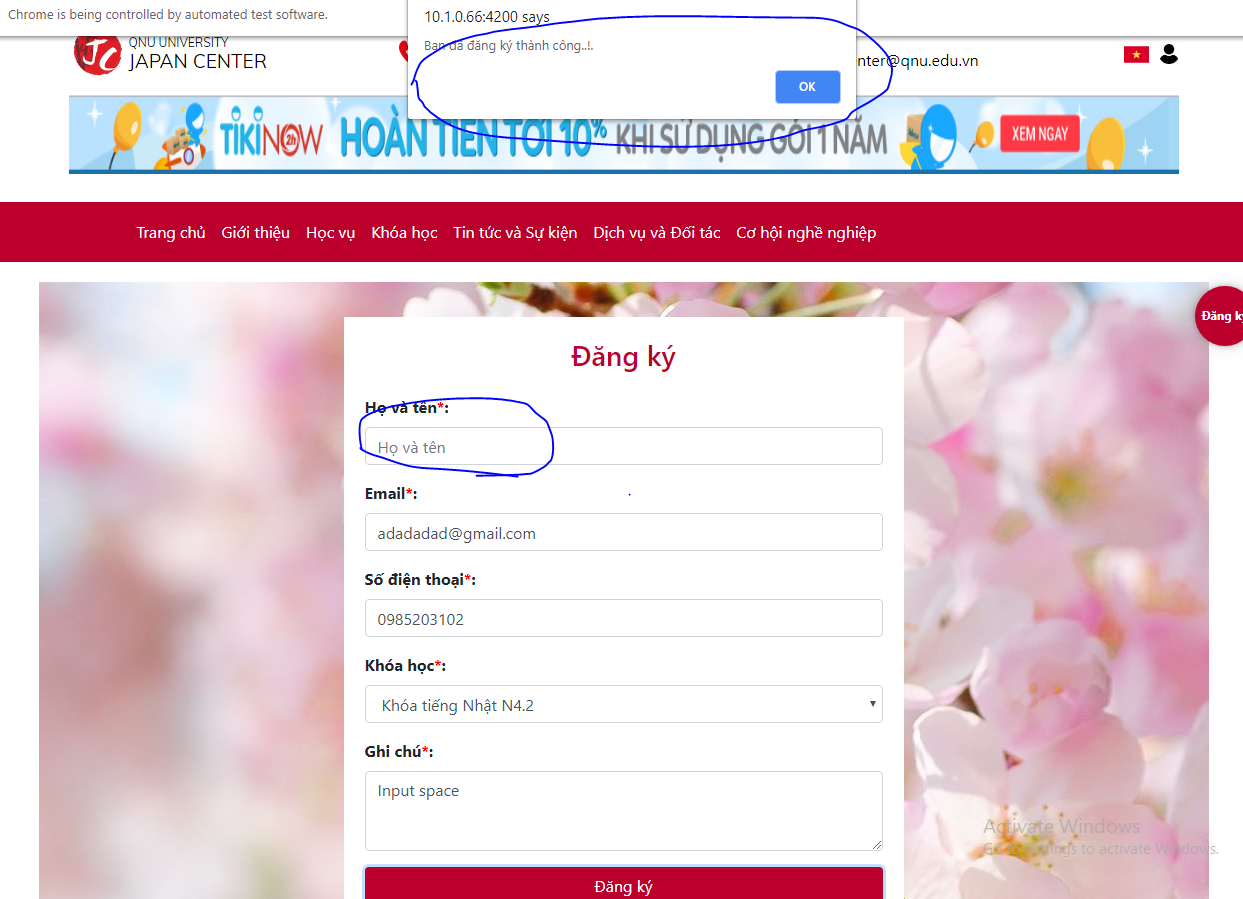 Chrome is being controlled by automated test software.
10.1.0.66:4200 says
Bạn đã đăng ký thành công..!.
OK
QNU UNIVERSITY
JAPAN CENTER
nter@qnu.edu.vn
TIKINOW 2h HOÀN TIỀN TỚI 10% KHI SỬ DỤNG GÓI 1 NĂM XEM NGAY
Trang chủ Giới thiệu Học vụ Khóa học Tin tức và Sự kiện Dịch vụ và Đối tác Cơ hội nghề nghiệp
Đăng ký
Đăng ký
Họ và tên*:
Họ và tên
Email*:
adadadad@gmail.com
Số điện thoại*:
0985203102
Khóa học*:
Khóa tiếng Nhật N4.2
Ghi chú*:
Input space
Activate Windows
Go to Settings to activate Windows.
Đăng ký